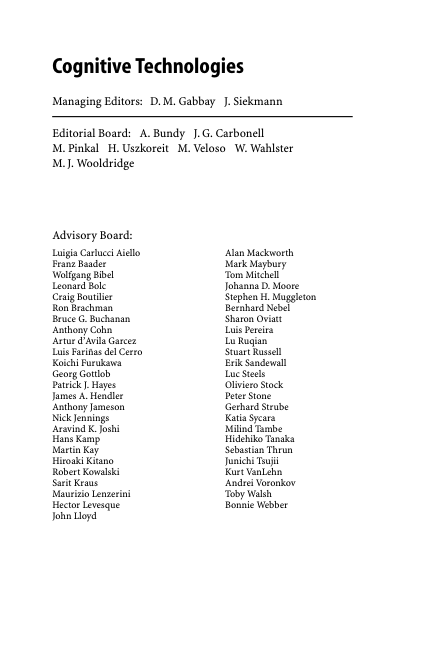 Cognitive Technologies
Managing Editors: D. M. Gabbay J. Siekmann
Editorial Board: A. Bundy J. G. Carbonell
M. Pinkal H. Uszkoreit M. Veloso W. Wahlster
M. J. Wooldridge
Advisory Board:
Luigia Carlucci Aiello
Franz Baader
Wolfgang Bibel
Leonard Bolc
Craig Boutilier
Ron Brachman
Bruce G. Buchanan
Anthony Cohn
Artur d’Avila Garcez
Luis Fariñas del Cerro
Koichi Furukawa
Georg Gottlob
Patrick J. Hayes
James A. Hendler
Anthony Jameson
Nick Jennings
Aravind K. Joshi
Hans Kamp
Martin Kay
Hiroaki Kitano
Robert Kowalski
Sarit Kraus
Maurizio Lenzerini
Hector Levesque
John Lloyd
Alan Mackworth
Mark Maybury
Tom Mitchell
Johanna D. Moore
Stephen H. Muggleton
Bernhard Nebel
Sharon Oviatt
Luis Pereira
Lu Ruqian
Stuart Russell
Erik Sandewall
Luc Steels
Oliviero Stock
Peter Stone
Gerhard Strube
Katia Sycara
Milind Tambe
Hidehiko Tanaka
Sebastian Thrun
Junichi Tsujii
Kurt VanLehn
Andrei Voronkov
Toby Walsh
Bonnie Webber